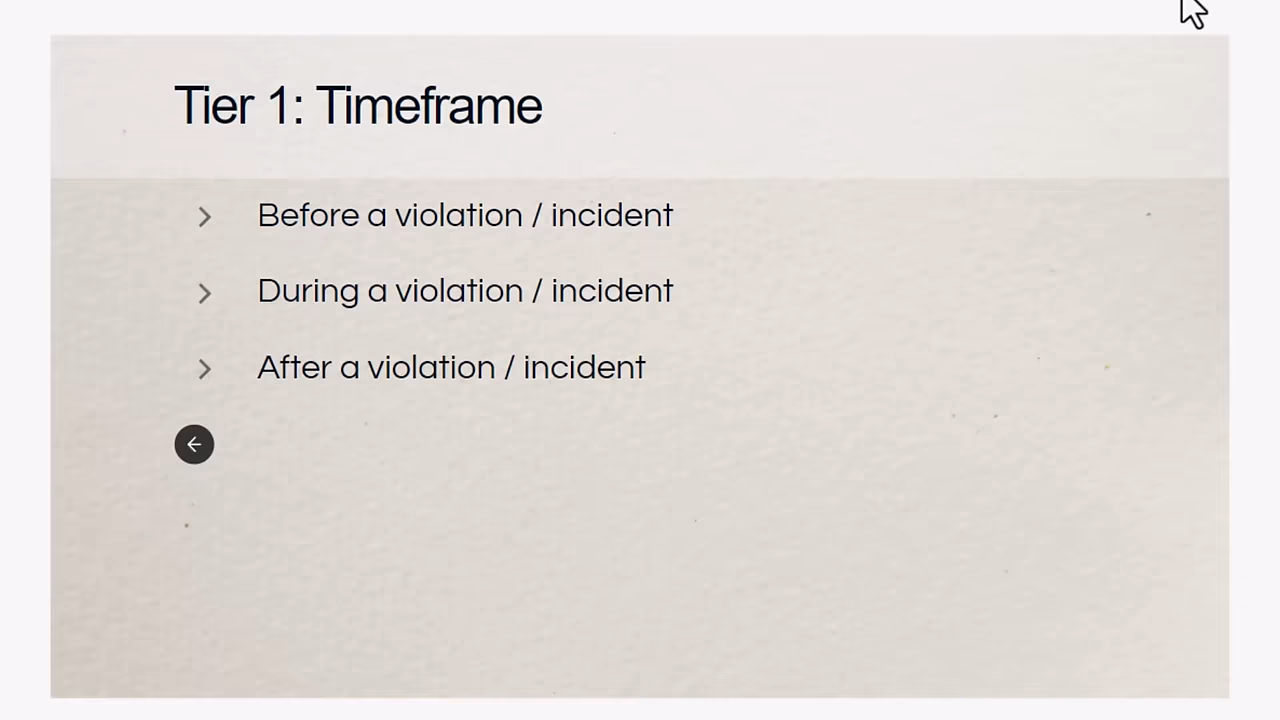 Tier 1: Timeframe
Before a violation / incident
During a violation / incident
After a violation / incident